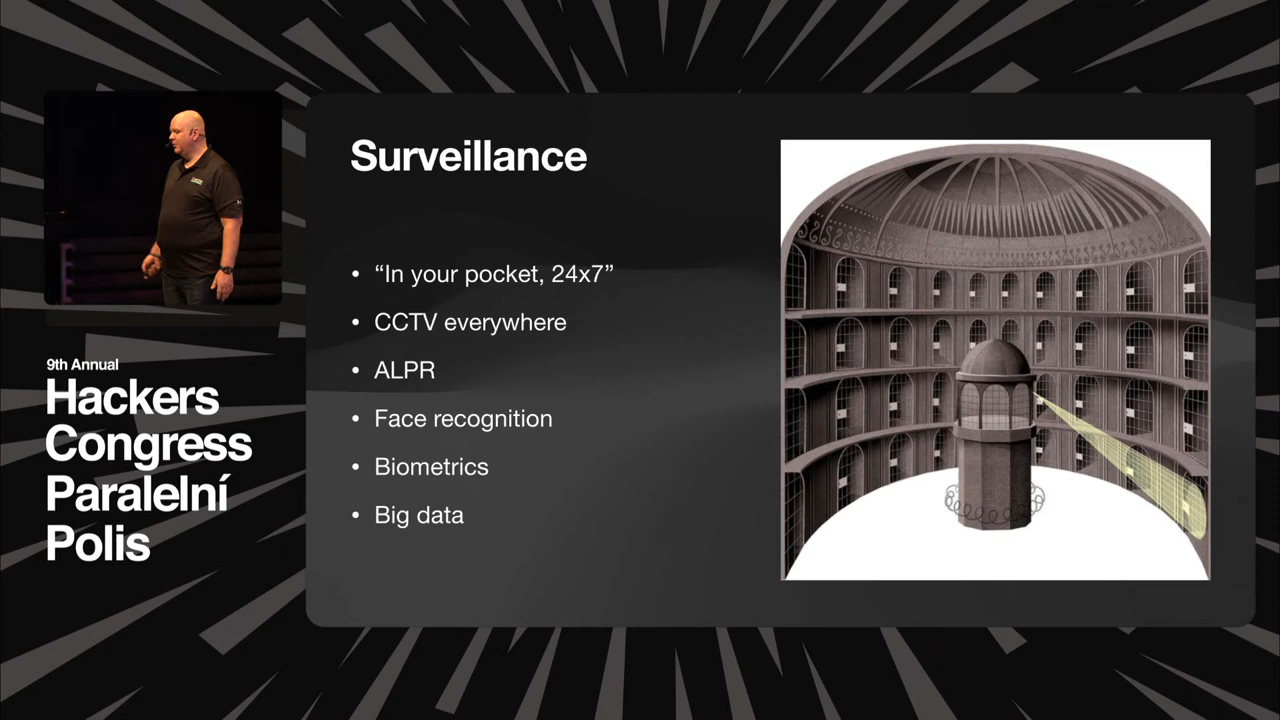 9th Annual
Hackers
Congress
Paralelní
Polis
Surveillance
• “In your pocket, 24x7”
• CCTV everywhere
• ALPR
• Face recognition
• Biometrics
• Big data